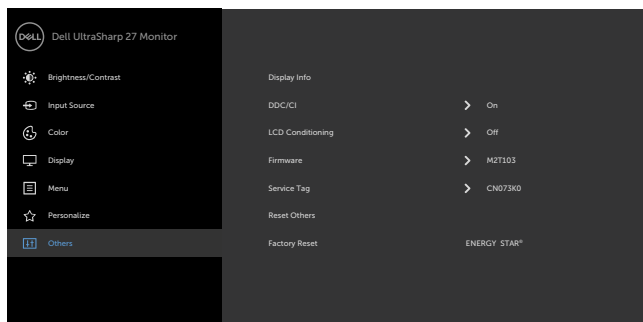 DELL Dell UltraSharp 27 Monitor
Brightness/Contrast Display Info
Input Source DDC/CI On
Color LCD Conditioning Off
Display Firmware M2T103
Menu Service Tag CN073K0
Personalize Reset Others
Others Factory Reset ENERGY STAR®